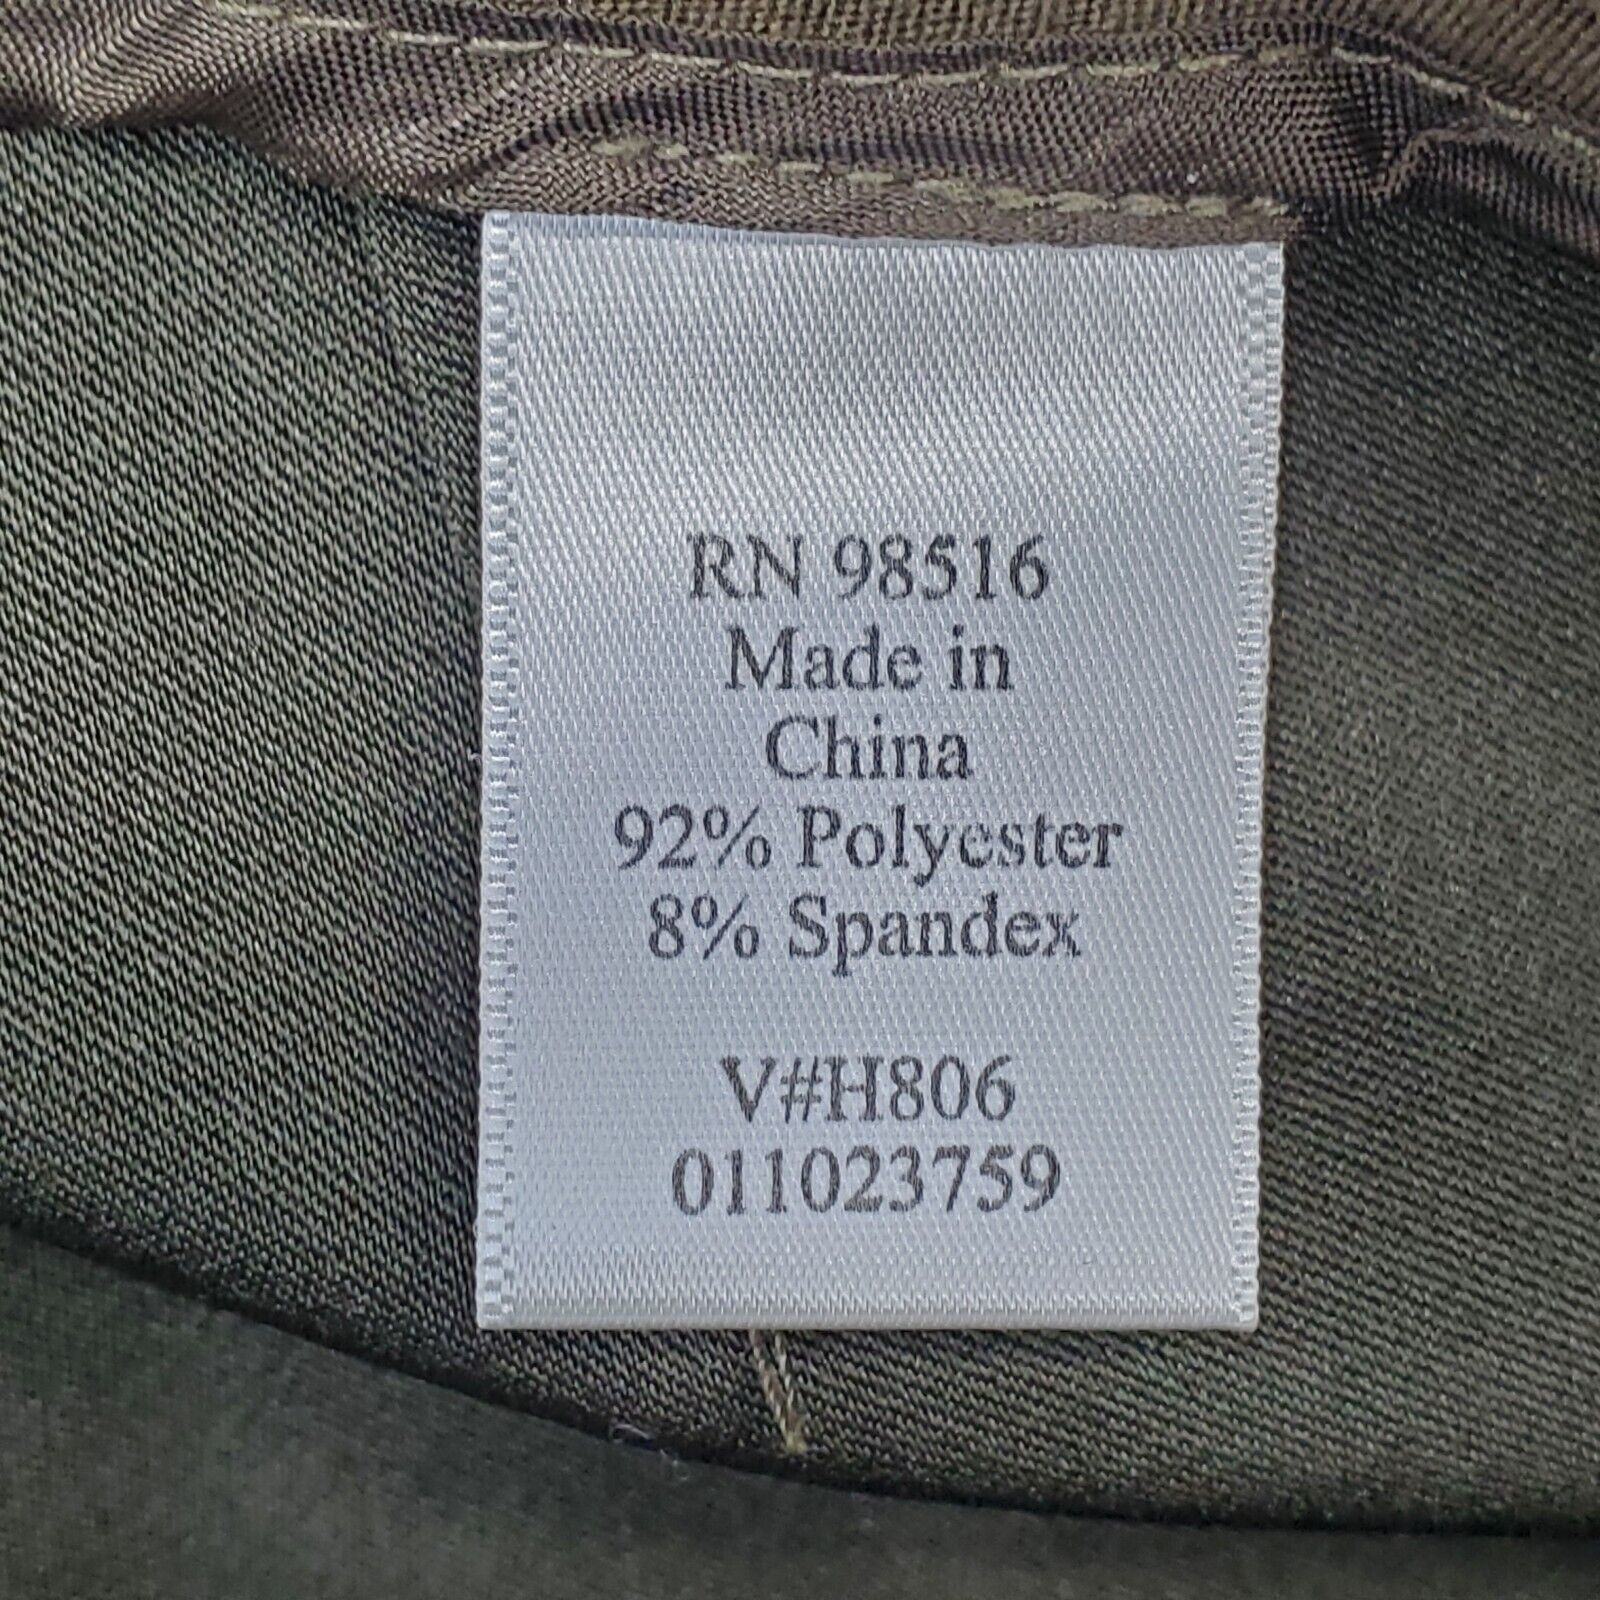 RN 98516
Made in
China
92% Polyester
8% Spandex
V#H806
011023759